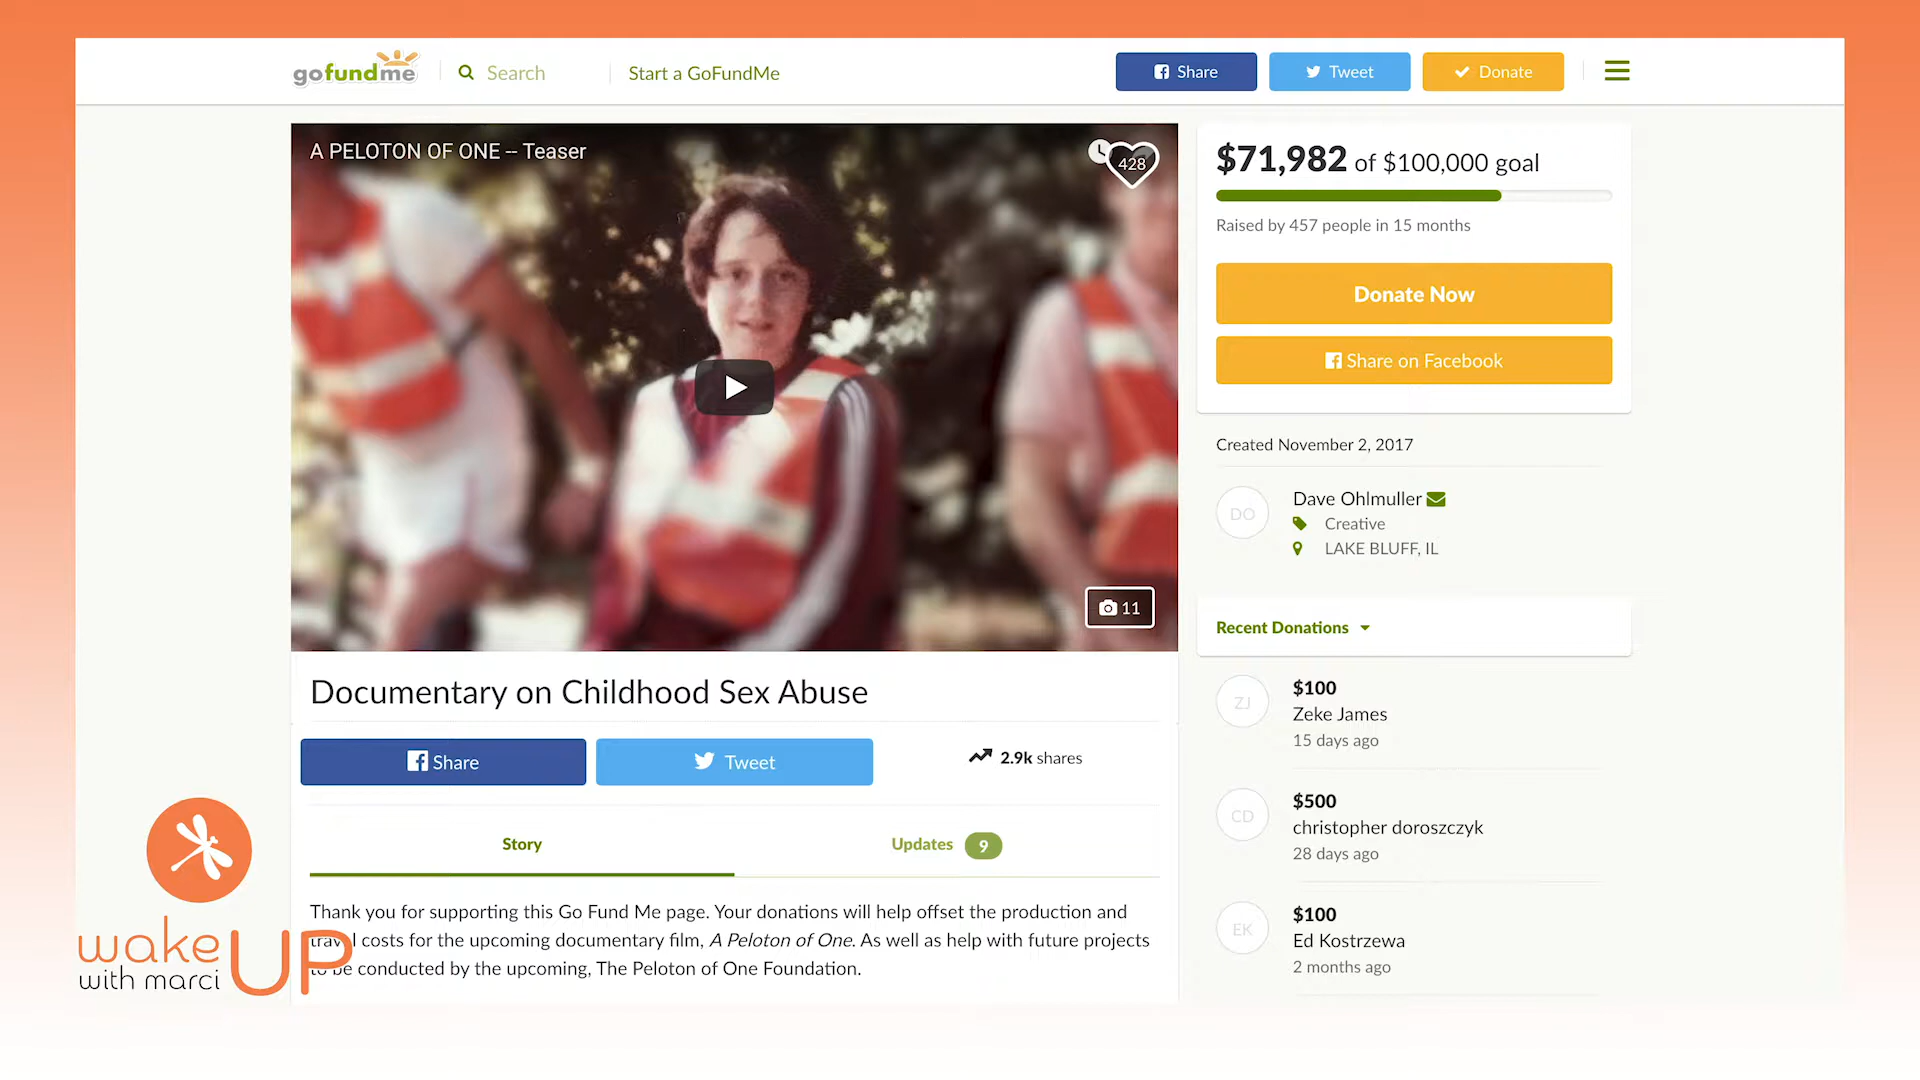 gofundme
Search
Start a GoFundMe
Share
Tweet
Donate
A PELOTON OF ONE -- Teaser
428
11
$71,982 of $100,000 goal
Raised by 457 people in 15 months
Donate Now
Share on Facebook
Created November 2, 2017
DO
Dave Ohlmuller
Creative
LAKE BLUFF, IL
Recent Donations
ZJ
$100
Zeke James
15 days ago
CD
$500
christopher doroszczyk
28 days ago
EK
$100
Ed Kostrzewa
2 months ago
Documentary on Childhood Sex Abuse
Share
Tweet
2.9k shares
Story
Updates 9
Thank you for supporting this Go Fund Me page. Your donations will help offset the production and
travel costs for the upcoming documentary film, A Peloton of One. As well as help with future projects
to be conducted by the upcoming, The Peloton of One Foundation.
wake UP
with marci